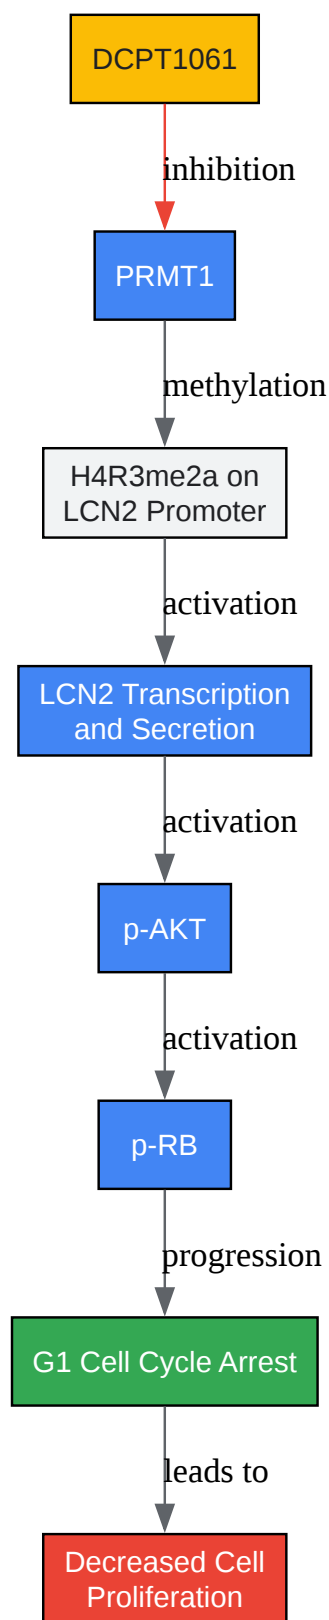 DCPT1061
inhibition
PRMT1
methylation
H4R3me2a on
LCN2 Promoter
activation
LCN2 Transcription
and Secretion
activation
p-AKT
activation
p-RB
progression
G1 Cell Cycle Arrest
leads to
Decreased Cell
Proliferation